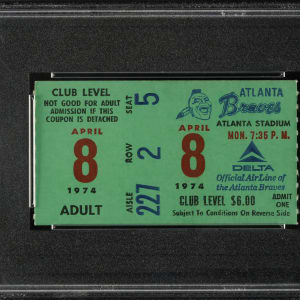 CLUB LEVEL
NOT GOOD FOR ADULT
ADMISSION IF THIS
COUPON IS DETACHED
APRIL
8
1974
ADULT
SEAT 5
ROW 2
AISLE 227
ATLANTA
Braves
ATLANTA STADIUM
MON. 7:35 P.M.
APRIL
8
1974
DELTA
Official Air Line of
the Atlanta Braves
CLUB LEVEL $6.00
ADMIT
ONE
Subject To Conditions On Reverse Side